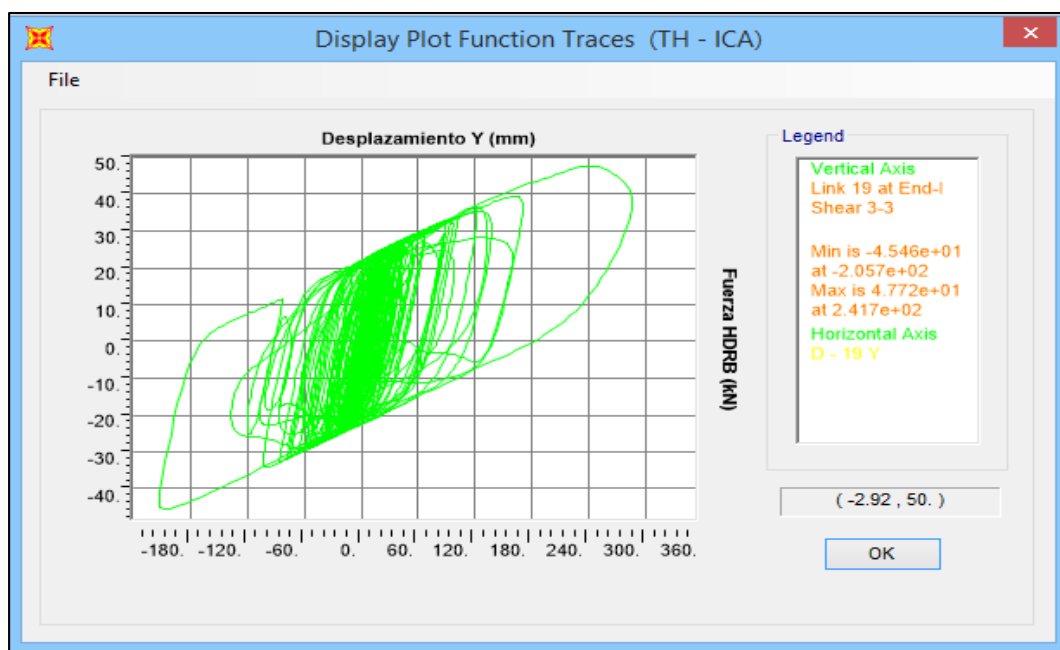 Display Plot Function Traces (TH - ICA)
File
Desplazamiento Y (mm)
50.
40.
30.
20.
10.
0.
-10.
-20.
-30.
-40.
-180. -120. -60. 0. 60. 120. 180. 240. 300. 360.
Fuerza HDRB (kN)
Legend
Vertical Axis
Link 19 at End-I
Shear 3-3
Min is -4.546e+01
at -2.057e+02
Max is 4.772e+01
at 2.417e+02
Horizontal Axis
D - 19 Y
( -2.92 , 50. )
OK